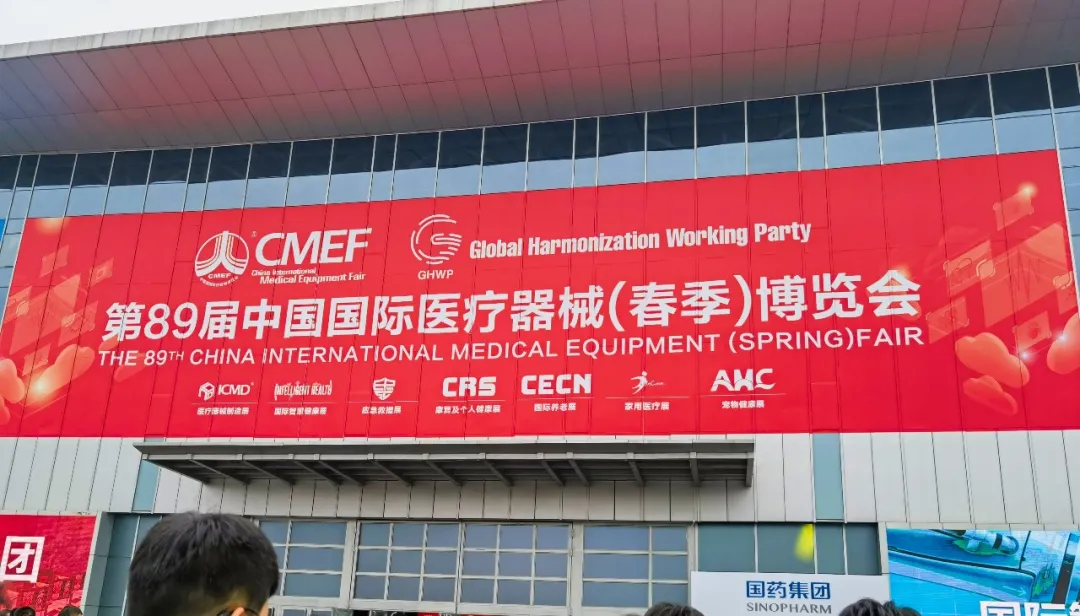 CMEF
China International
Medical Equipment Fair
CMEF
GHWP
Global Harmonization Working Party
第89届中国国际医疗器械(春季)博览会
THE 89TH CHINA INTERNATIONAL MEDICAL EQUIPMENT (SPRING)FAIR
ICMD
医疗器械制造展
INTELLIGENT HEALTH
国际智慧健康展
应急救援展
CRS
康复及个人健康展
CECN
国际养老展
家用医疗展
AHC
宠物健康展
团
国药集团
SINOPHARM